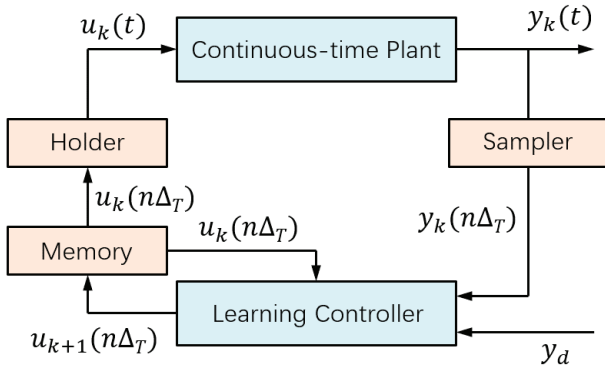 u_k(t)
Continuous-time Plant
y_k(t)
Holder
Sampler
u_k(nΔ_T)
u_k(nΔ_T)
y_k(nΔ_T)
Memory
Learning Controller
u_{k+1}(nΔ_T)
y_d